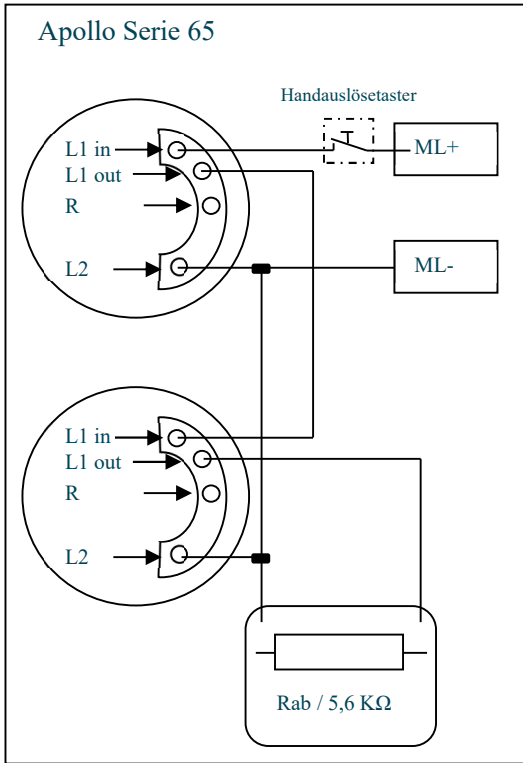 Apollo Serie 65
Handauslösetaster
L1 in
ML+
L1 out
R
L2
ML-
L1 in
L1 out
R
L2
Rab / 5,6 KΩ